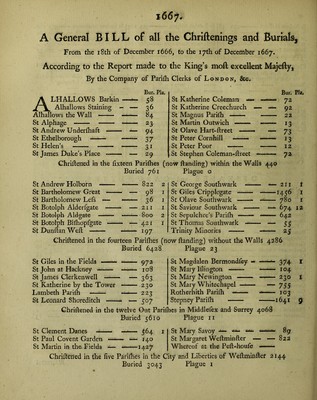 1667.
A General BILL of all the Chriſtenings and Burials,
From the 18th of December 1666, to the 17th of December 1667.
According to the Report made to the King's moſt excellent Majeſty,
By the Company of Pariſh Clerks of LONDON, &c.
Bur. Pla.
ALHALLOWS Barking — 58
Alhallows Staining — 36
Alhallows the Wall — 84
St Alphage — 23
St Andrew Underſhaft — 94
St Ethelborough — 37
St Helen's — 31
St James Duke's Place — 29
Bur. Pla.
St Katherine Coleman — 72
St Katherine Creechurch — 92
St Magnus Pariſh — 22
St Martin Outwich — 13
St Olave Hart-ſtreet — 73
St Peter Cornhill — 13
St Peter Poor — 12
St Stephen Coleman-ſtreet — 72
Chriſtened in the ſixteen Pariſhes (now ſtanding) within the Walls 440
Buried 761 Plague 0
St Andrew Holborn — 822 2
St Bartholomew Great — 98 1
St Bartholomew Leſs — 36 1
St Botolph Alderſgate — 211 1
St Botolph Aldgate — 800 2
St Botolph Biſhopſgate — 421 1
St Dunſtan Weſt — 197
St George Southwark — 211 1
St Giles Cripplegate — 1456 1
St Olave Southwark — 780 1
St Saviour Southwark — 674 12
St Sepulchre's Pariſh — 642
St Thomas Southwark — 55
Trinity Minories — 25
Chriſtened in the fourteen Pariſhes (now ſtanding) without the Walls 4286
Buried 6428 Plague 23
St Giles in the Fields — 972
St John at Hackney — 108
St James Clerkenwell — 363
St Katherine by the Tower — 230
Lambeth Pariſh — 223
St Leonard Shoreditch — 507
St Magdalen Bermondſey — 374 1
St Mary Iſlington — 104
St Mary Newington — 230 1
St Mary Whitechapel — 755
Rotherhith Pariſh — 103
Stepney Pariſh — 1641 9
Chriſtened in the twelve Out Pariſhes in Middleſex and Surrey 4068
Buried 5610 Plague 11
St Clement Danes — 564 1
St Paul Covent Garden — 140
St Martin in the Fields — 1427
St Mary Savoy — 89
St Margaret Weſtminſter — 822
Whereof at the Peſt-houſe —
Chriſtened in the five Pariſhes in the City and Liberties of Weſtminſter 2144
Buried 3043 Plague 1